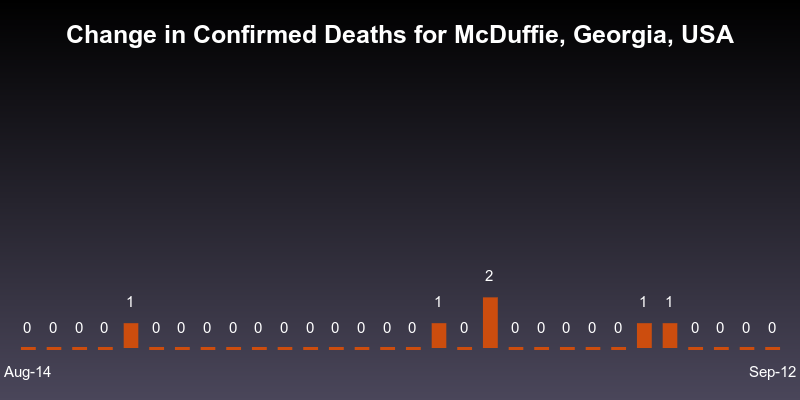 Change in Confirmed Deaths for McDuffie, Georgia, USA
2
1 1 1 1
0 0 0 0 0 0 0 0 0 0 0 0 0 0 0 0 0 0 0 0 0 0 0 0 0
Aug-14 Sep-12